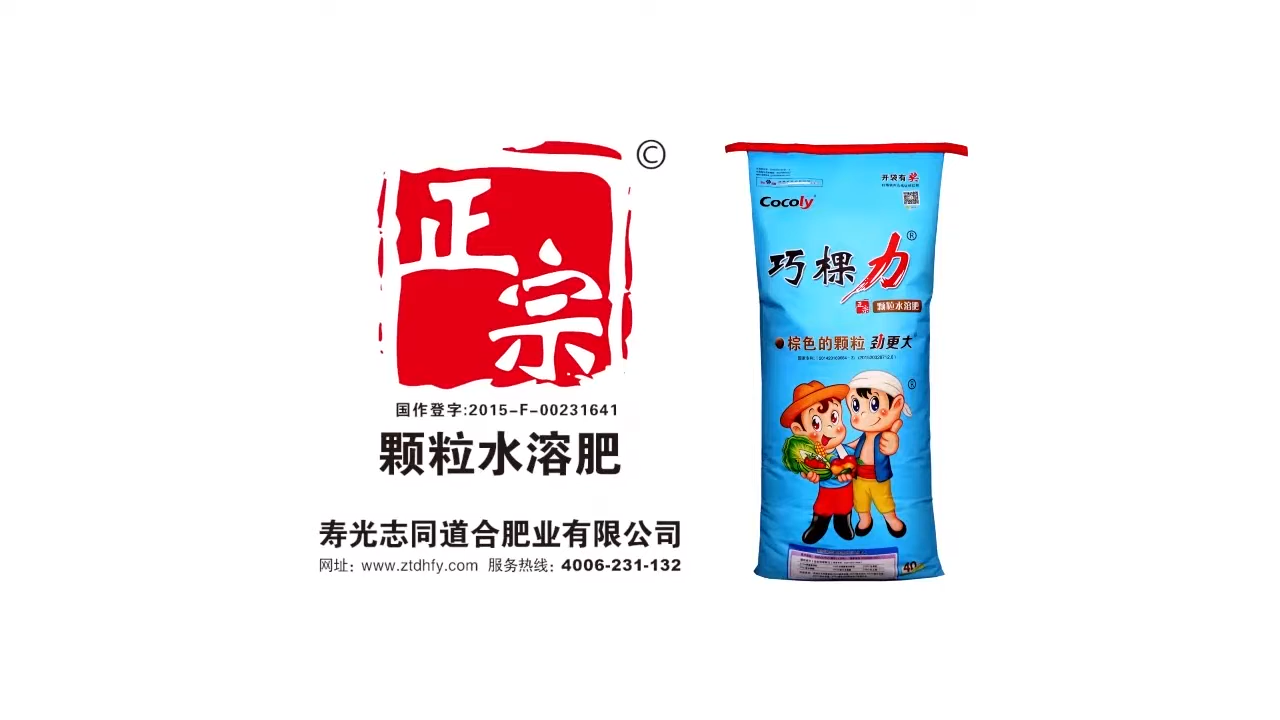 正宗
©
国作登字:2015-F-00231641
颗粒水溶肥
寿光志同道合肥业有限公司
网址：www.ztdhfy.com 服务热线：4006-231-132
开袋有奖
Cocoly
巧棵力®
正宗 颗粒水溶肥
棕色的颗粒 劲更大
®
40